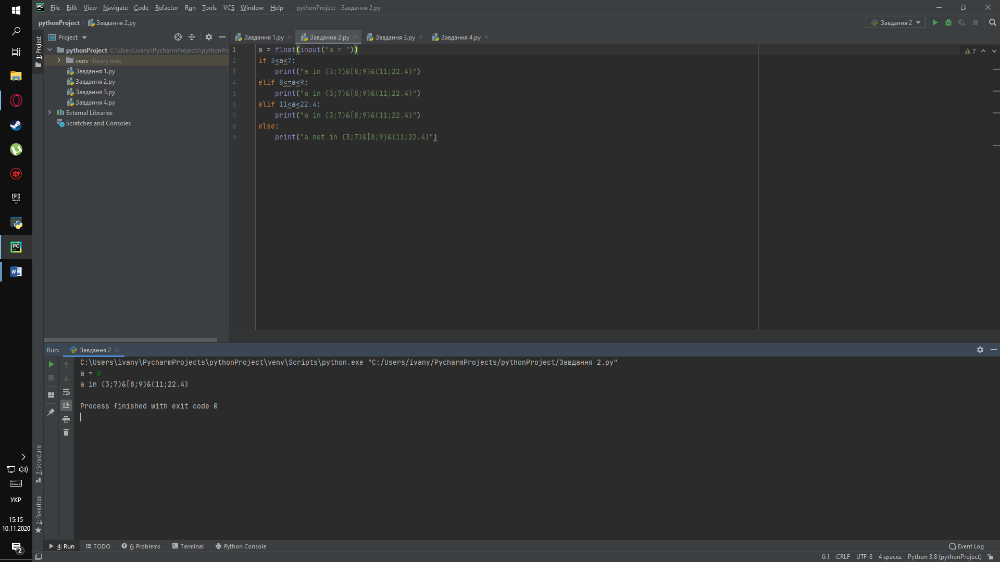 File Edit View Navigate Code Refactor Run Tools VCS Window Help pythonProject - Завдання 2.py
pythonProject Завдання 2.py
Завдання 2
1: Project
Project
Завдання 1.py Завдання 2.py Завдання 3.py Завдання 4.py
pythonProject C:\Users\ivany\PycharmProjects\pythonPro
venv library root
Завдання 1.py
Завдання 2.py
Завдання 3.py
Завдання 4.py
External Libraries
Scratches and Consoles
7
1 a = float(input("a = "))
2 if 3<a<7:
3 print("a in (3;7)&[8;9)&(11;22.4)")
4 elif 8<=a<9:
5 print("a in (3;7)&[8;9)&(11;22.4)")
6 elif 11<a<22.4:
7 print("a in (3;7)&[8;9)&(11;22.4)")
8 else:
9 print("a not in (3;7)&[8;9)&(11;22.4)")
Run: Завдання 2
C:\Users\ivany\PycharmProjects\pythonProject\venv\Scripts\python.exe "C:/Users/ivany/PycharmProjects/pythonProject/Завдання 2.py"
a = 8
a in (3;7)&[8;9)&(11;22.4)
Process finished with exit code 0
7: Structure
2: Favorites
EPIC
GAMES
PC
W
УКР
15:15
10.11.2020
2
4: Run TODO 6: Problems Terminal Python Console Event Log
6:1 CRLF UTF-8 4 spaces Python 3.8 (pythonProject)